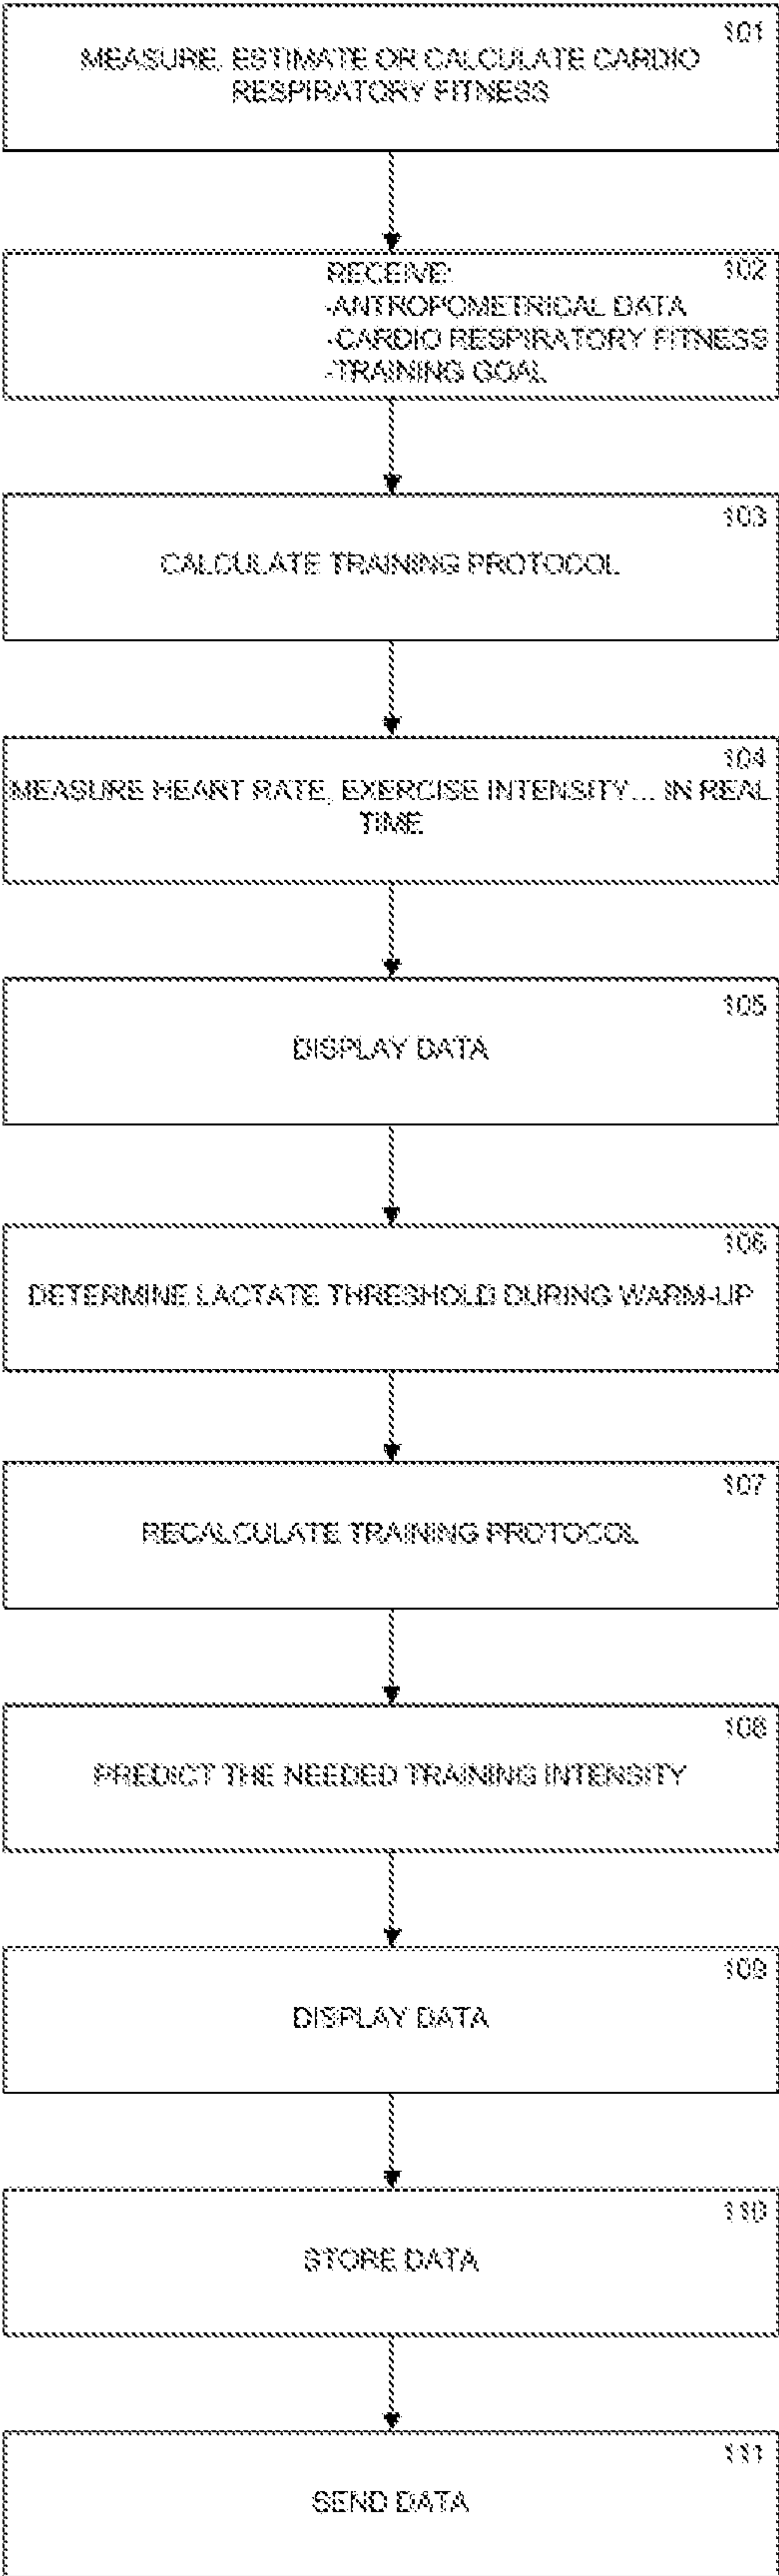 101
MEASURE, ESTIMATE OR CALCULATE CARDIO
RESPIRATORY FITNESS
102
RECEIVE:
-ANTROPOMETRICAL DATA
-CARDIO RESPIRATORY FITNESS
-TRAINING GOAL
103
CALCULATE TRAINING PROTOCOL
104
MEASURE HEART RATE, EXERCISE INTENSITY... IN REAL
TIME
105
DISPLAY DATA
106
DETERMINE LACTATE THRESHOLD DURING WARM-UP
107
RECALCULATE TRAINING PROTOCOL
108
PREDICT THE NEEDED TRAINING INTENSITY
109
DISPLAY DATA
110
STORE DATA
111
SEND DATA